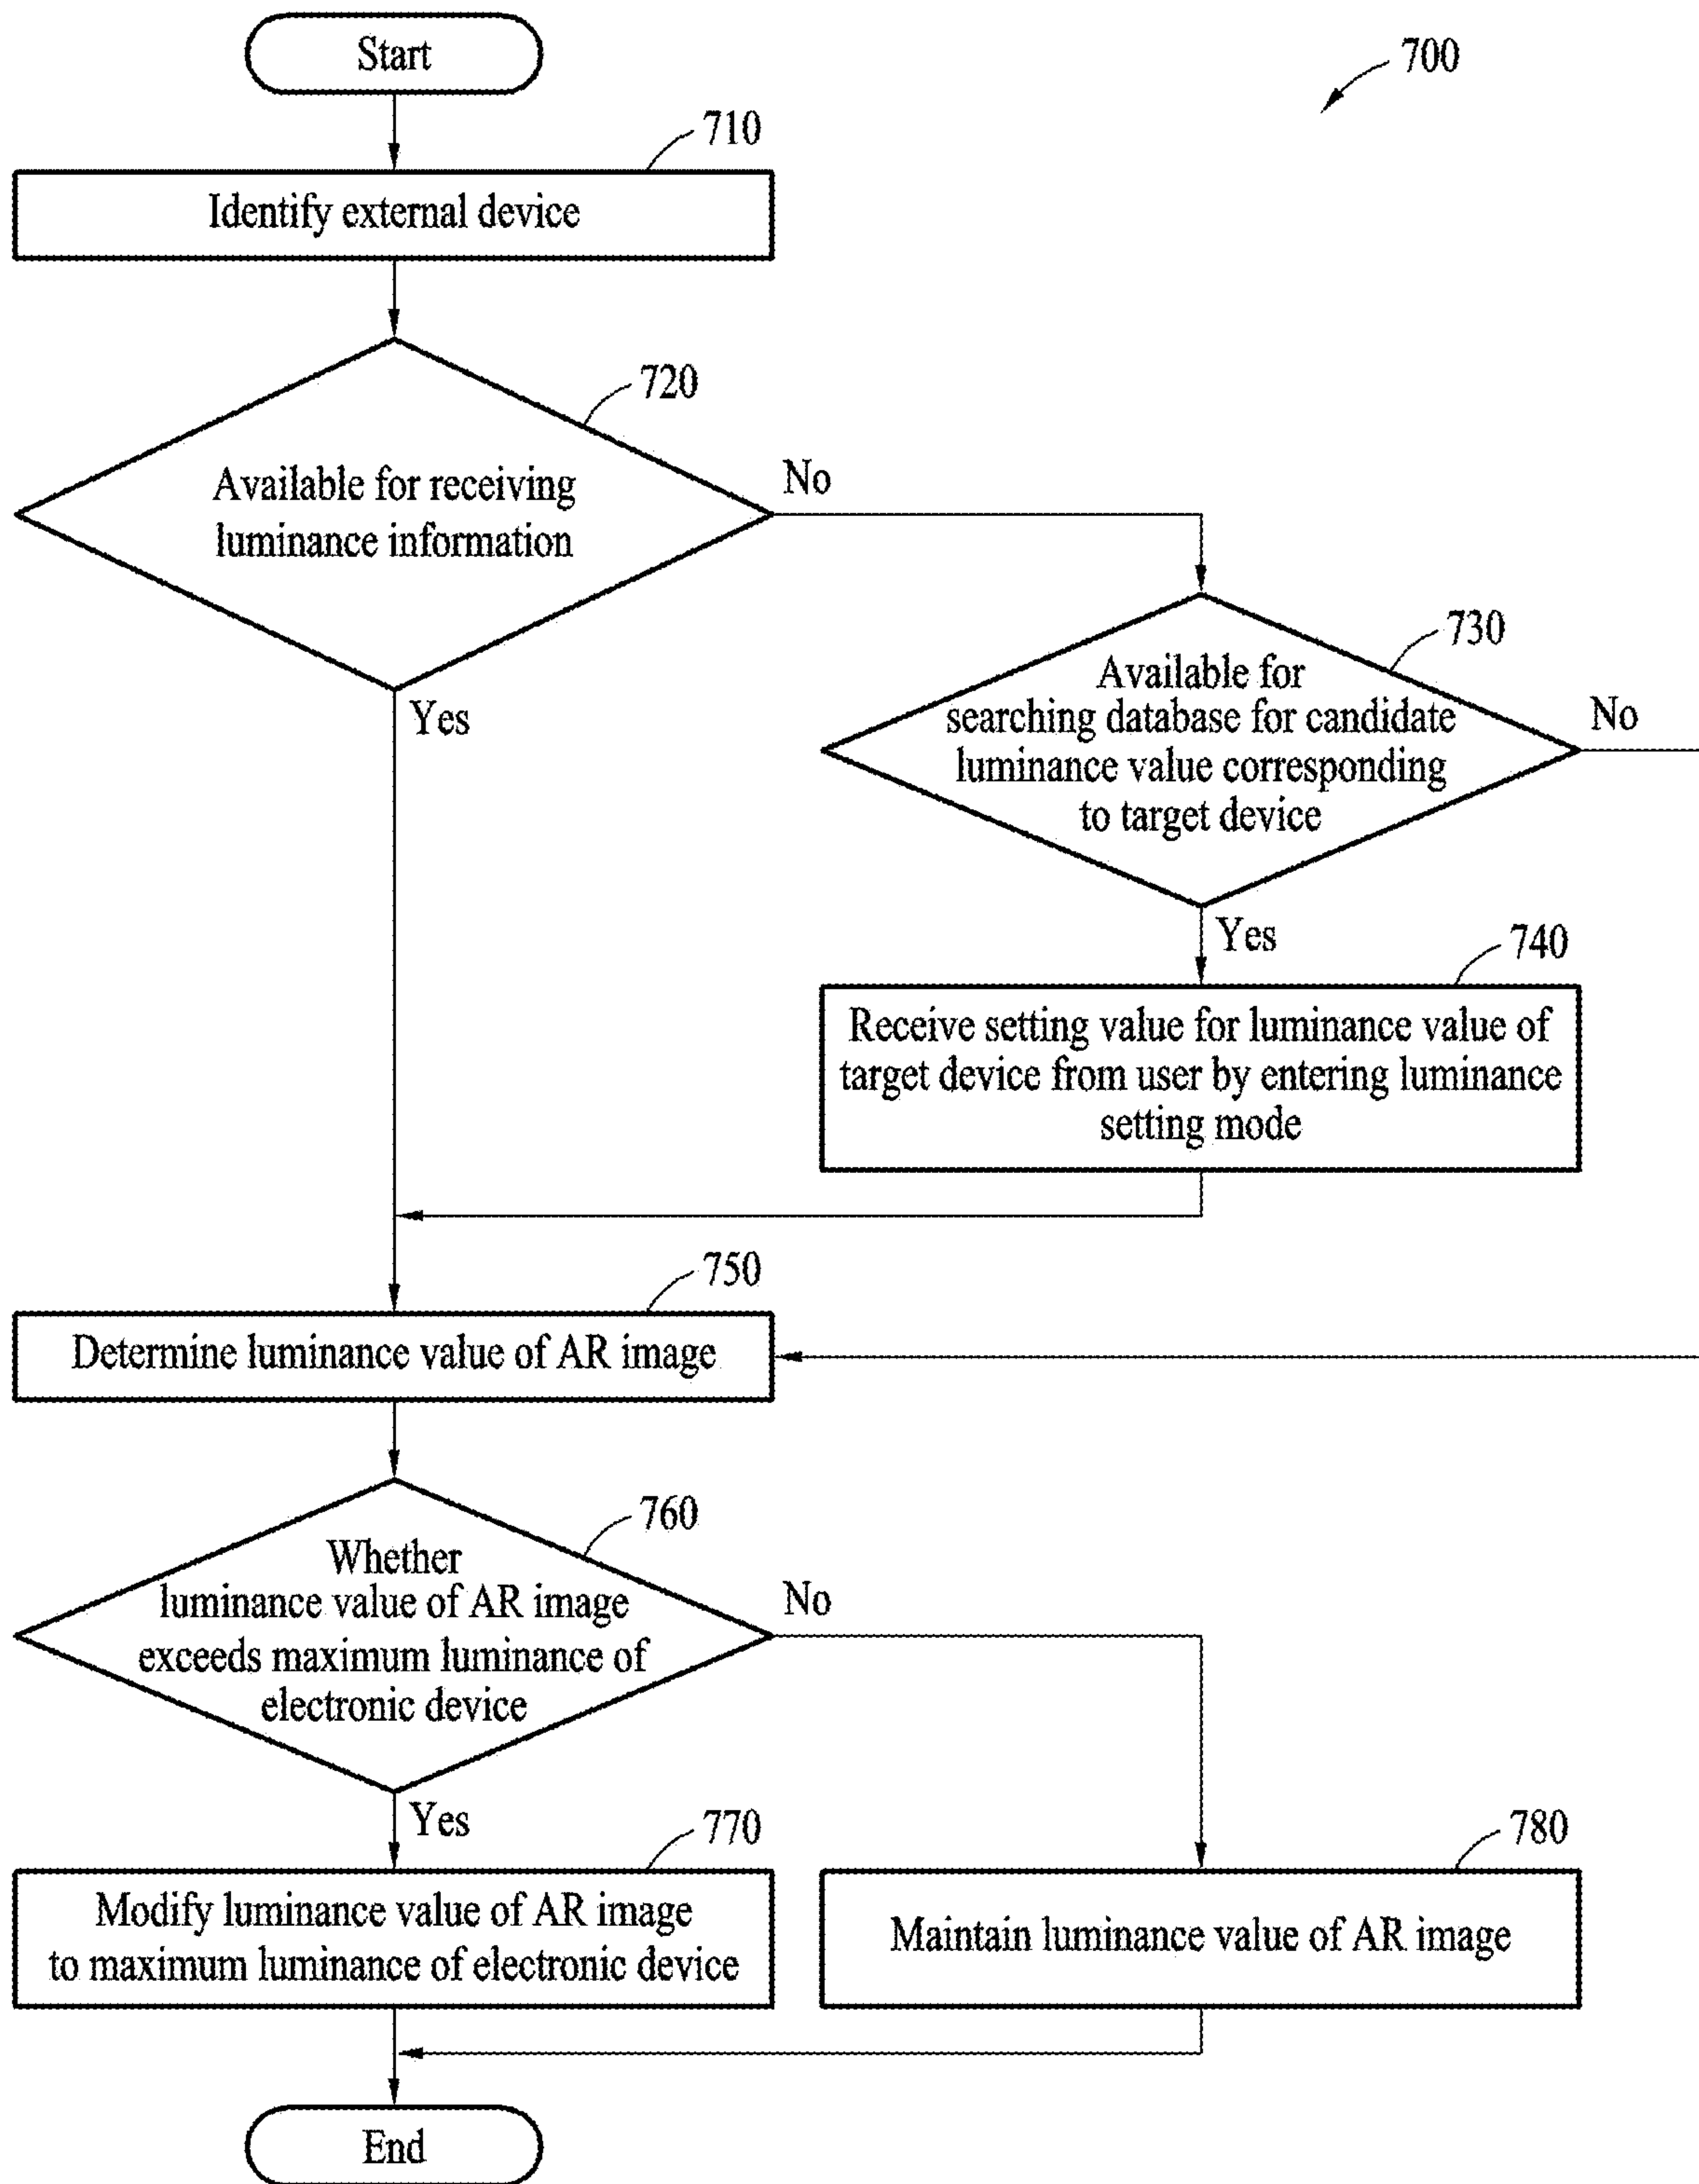 Start
700
710
Identify external device
720
Available for receiving
luminance information
No
Yes
730
Available for
searching database for candidate
luminance value corresponding
to target device
No
Yes
740
Receive setting value for luminance value of
target device from user by entering luminance
setting mode
750
Determine luminance value of AR image
760
Whether
luminance value of AR image
exceeds maximum luminance of
electronic device
No
Yes
770
Modify luminance value of AR image
to maximum luminance of electronic device
780
Maintain luminance value of AR image
End